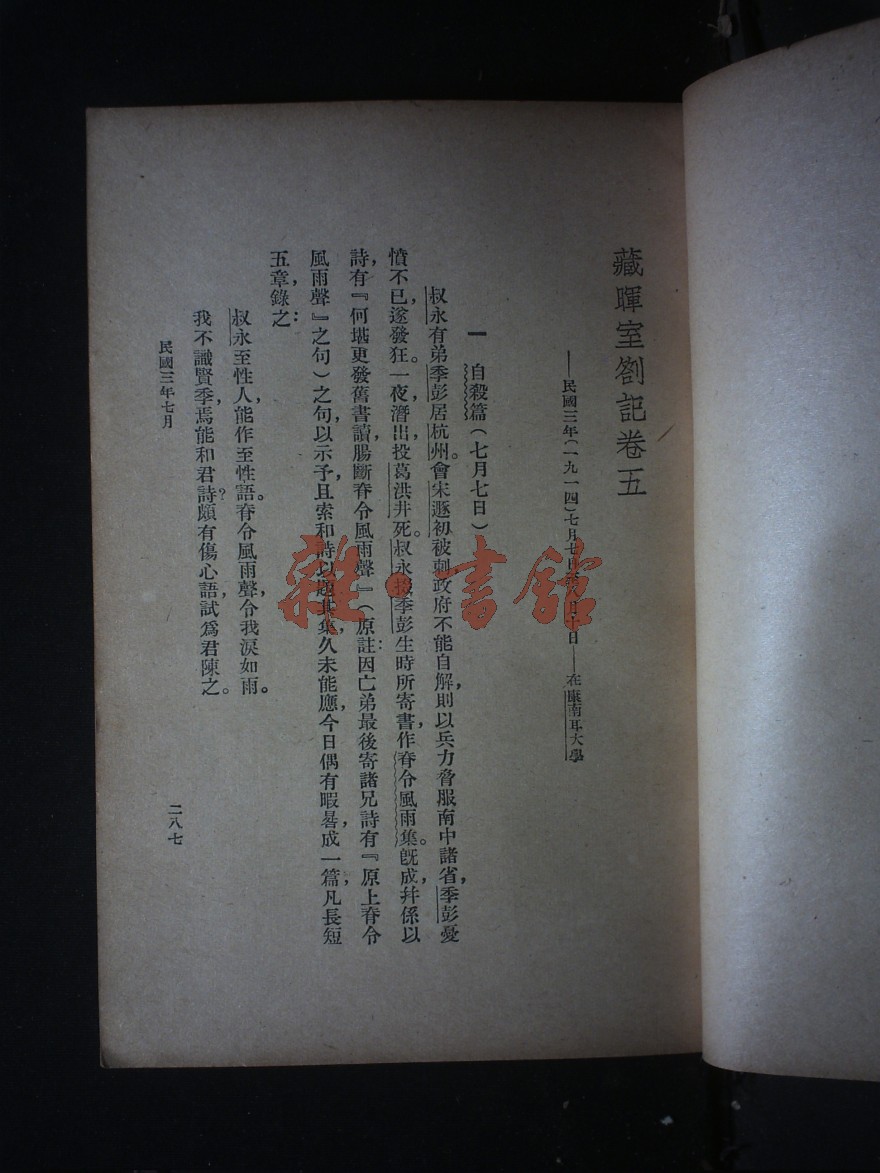 藏暉室劄記卷五
——民國三年(一九一四)七月七日月十日——在康南耳大學
一 自殺篇(七月七日)
叔永有弟季彭居杭州。會宋遯初被刺，政府不能自解，則以兵力脅服南中諸省，季彭憂
憤不已，遂發狂。一夜，潛出投葛洪井死。叔永掇季彭生時所寄書，作脊令風雨集。既成，幷係以
詩，有『何堪更發舊書讀，腸斷脊令風雨聲』(原註：因亡弟最後寄諸兄詩有『原上脊令
風雨聲』之句)之句以示予，且索和詩以題其集，久未能應，今日偶有暇晷，成一篇，凡長短
五章，錄之：
叔永至性人，能作至性語。脊令風雨聲，令我淚如雨。
我不識賢季，焉能和君詩？頗有傷心語，試爲君陳之。
民國三年七月
二八七
雜·書館